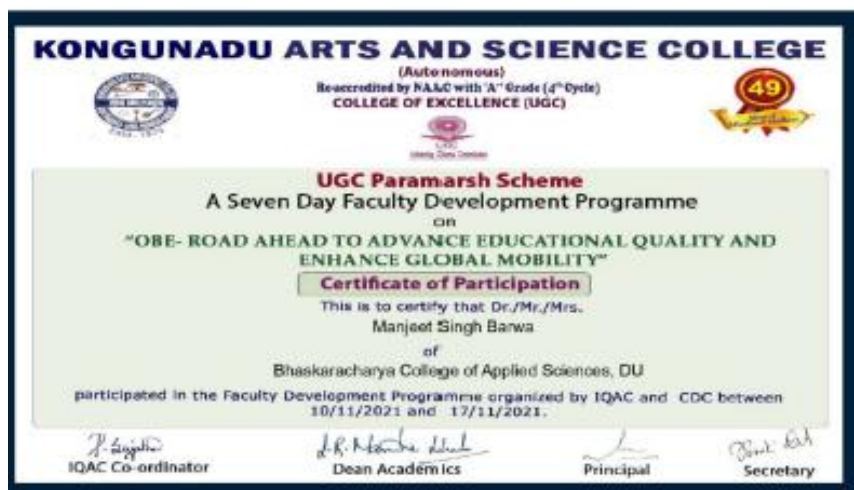 KONGUNADU ARTS AND SCIENCE COLLEGE
(Autonomous)
Re-accredited by NAAC with 'A' Grade (4th Cycle)
COLLEGE OF EXCELLENCE (UGC)
49
UGC Paramarsh Scheme
A Seven Day Faculty Development Programme
on
"OBE- ROAD AHEAD TO ADVANCE EDUCATIONAL QUALITY AND
ENHANCE GLOBAL MOBILITY"
Certificate of Participation
This is to certify that Dr./Mr./Mrs.
Manjeet Singh Barwa
of
Bhaskaracharya College of Applied Sciences, DU
participated in the Faculty Development Programme organized by IQAC and CDC between
10/11/2021 and 17/11/2021.
IQAC Co-ordinator
Dean Academics
Principal
Secretary